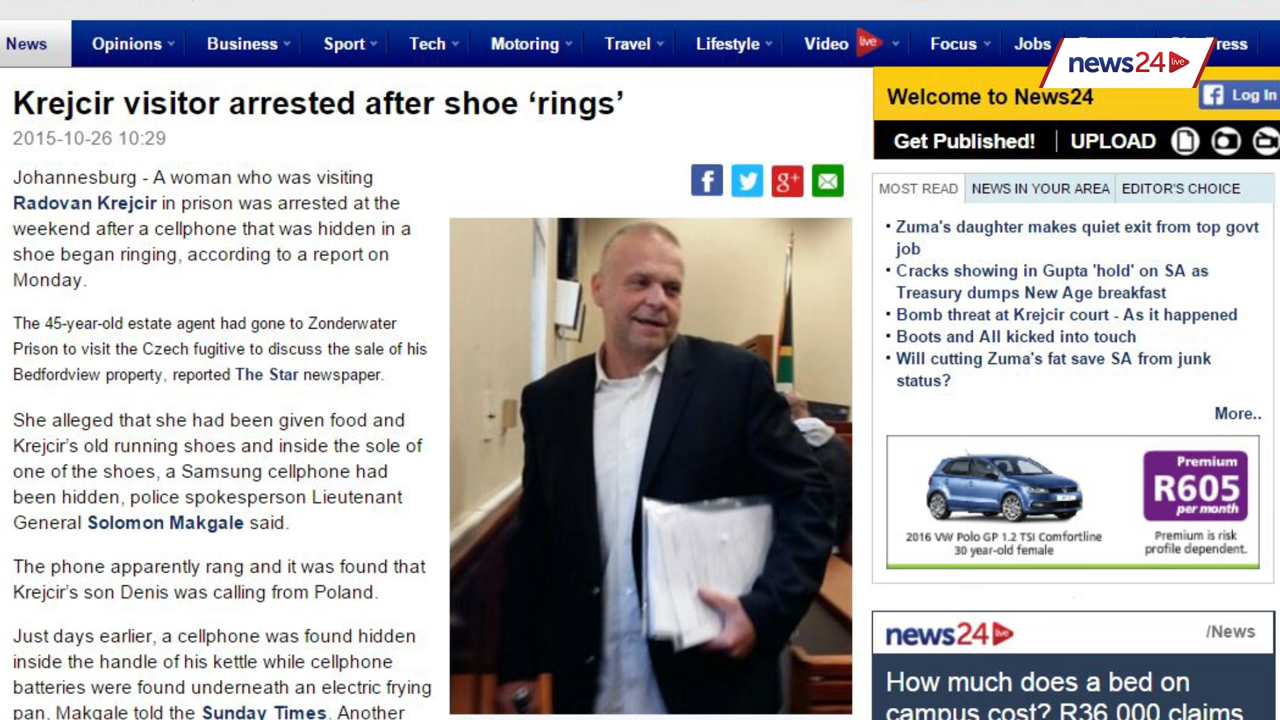 News
Opinions
Business
Sport
Tech
Motoring
Travel
Lifestyle
Video
live
Focus
Jobs
ress
news24 live
Krejcir visitor arrested after shoe ‘rings’
2015-10-26 10:29
Johannesburg - A woman who was visiting
Radovan Krejcir in prison was arrested at the
weekend after a cellphone that was hidden in a
shoe began ringing, according to a report on
Monday.
The 45-year-old estate agent had gone to Zonderwater
Prison to visit the Czech fugitive to discuss the sale of his
Bedfordview property, reported The Star newspaper.
She alleged that she had been given food and
Krejcir’s old running shoes and inside the sole of
one of the shoes, a Samsung cellphone had
been hidden, police spokesperson Lieutenant
General Solomon Makgale said.
The phone apparently rang and it was found that
Krejcir’s son Denis was calling from Poland.
Just days earlier, a cellphone was found hidden
inside the handle of his kettle while cellphone
batteries were found underneath an electric frying
pan, Makgale told the Sunday Times. Another
f
g+
Welcome to News24
f Log In
Get Published! | UPLOAD
MOST READ
NEWS IN YOUR AREA
EDITOR'S CHOICE
• Zuma's daughter makes quiet exit from top govt
job
• Cracks showing in Gupta 'hold' on SA as
Treasury dumps New Age breakfast
• Bomb threat at Krejcir court - As it happened
• Boots and All kicked into touch
• Will cutting Zuma's fat save SA from junk
status?
More..
Premium
R605
per month
2016 VW Polo GP 1.2 TSI Comfortline
30 year-old female
Premium is risk
profile dependent.
news24 live
/News
How much does a bed on
campus cost? R36 000 claims